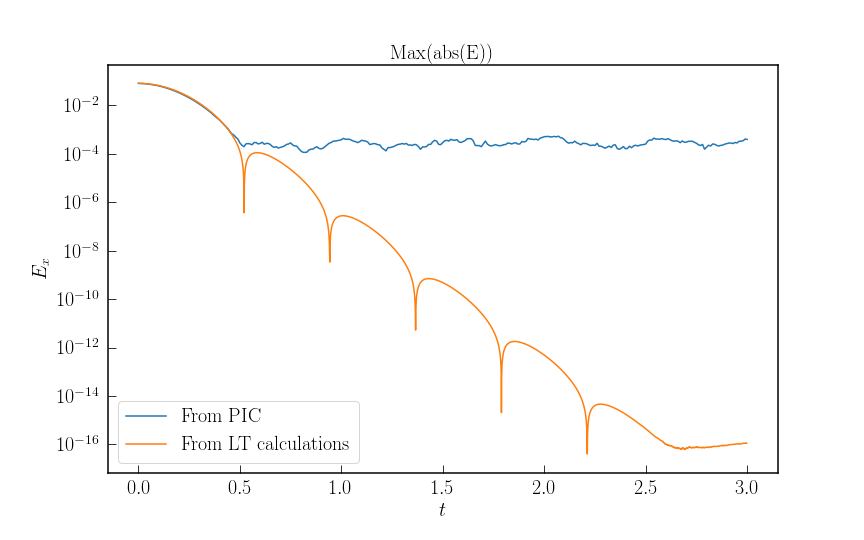 Max(abs(E))
10⁻²
10⁻⁴
10⁻⁶
10⁻⁸
10⁻¹⁰
10⁻¹²
10⁻¹⁴
10⁻¹⁶
Eₓ
From PIC
From LT calculations
0.0 0.5 1.0 1.5 2.0 2.5 3.0
t